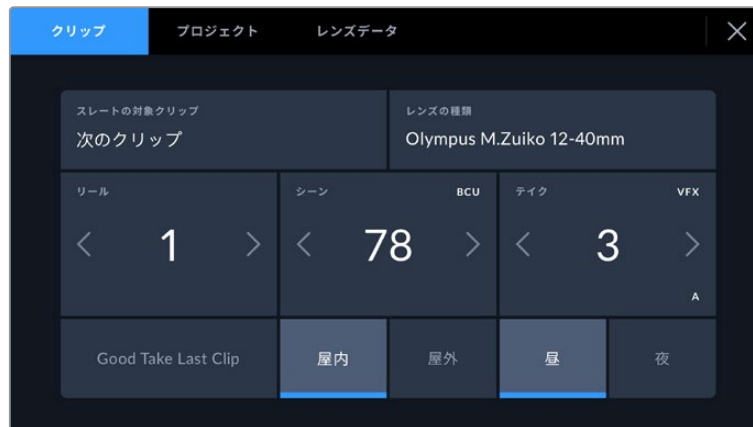 クリップ プロジェクト レンズデータ
スレートの対象クリップ レンズの種類
次のクリップ Olympus M.Zuiko 12-40mm
リール シーン BCU テイク VFX
1 78 3
A
Good Take Last Clip 屋内 屋外 昼 夜